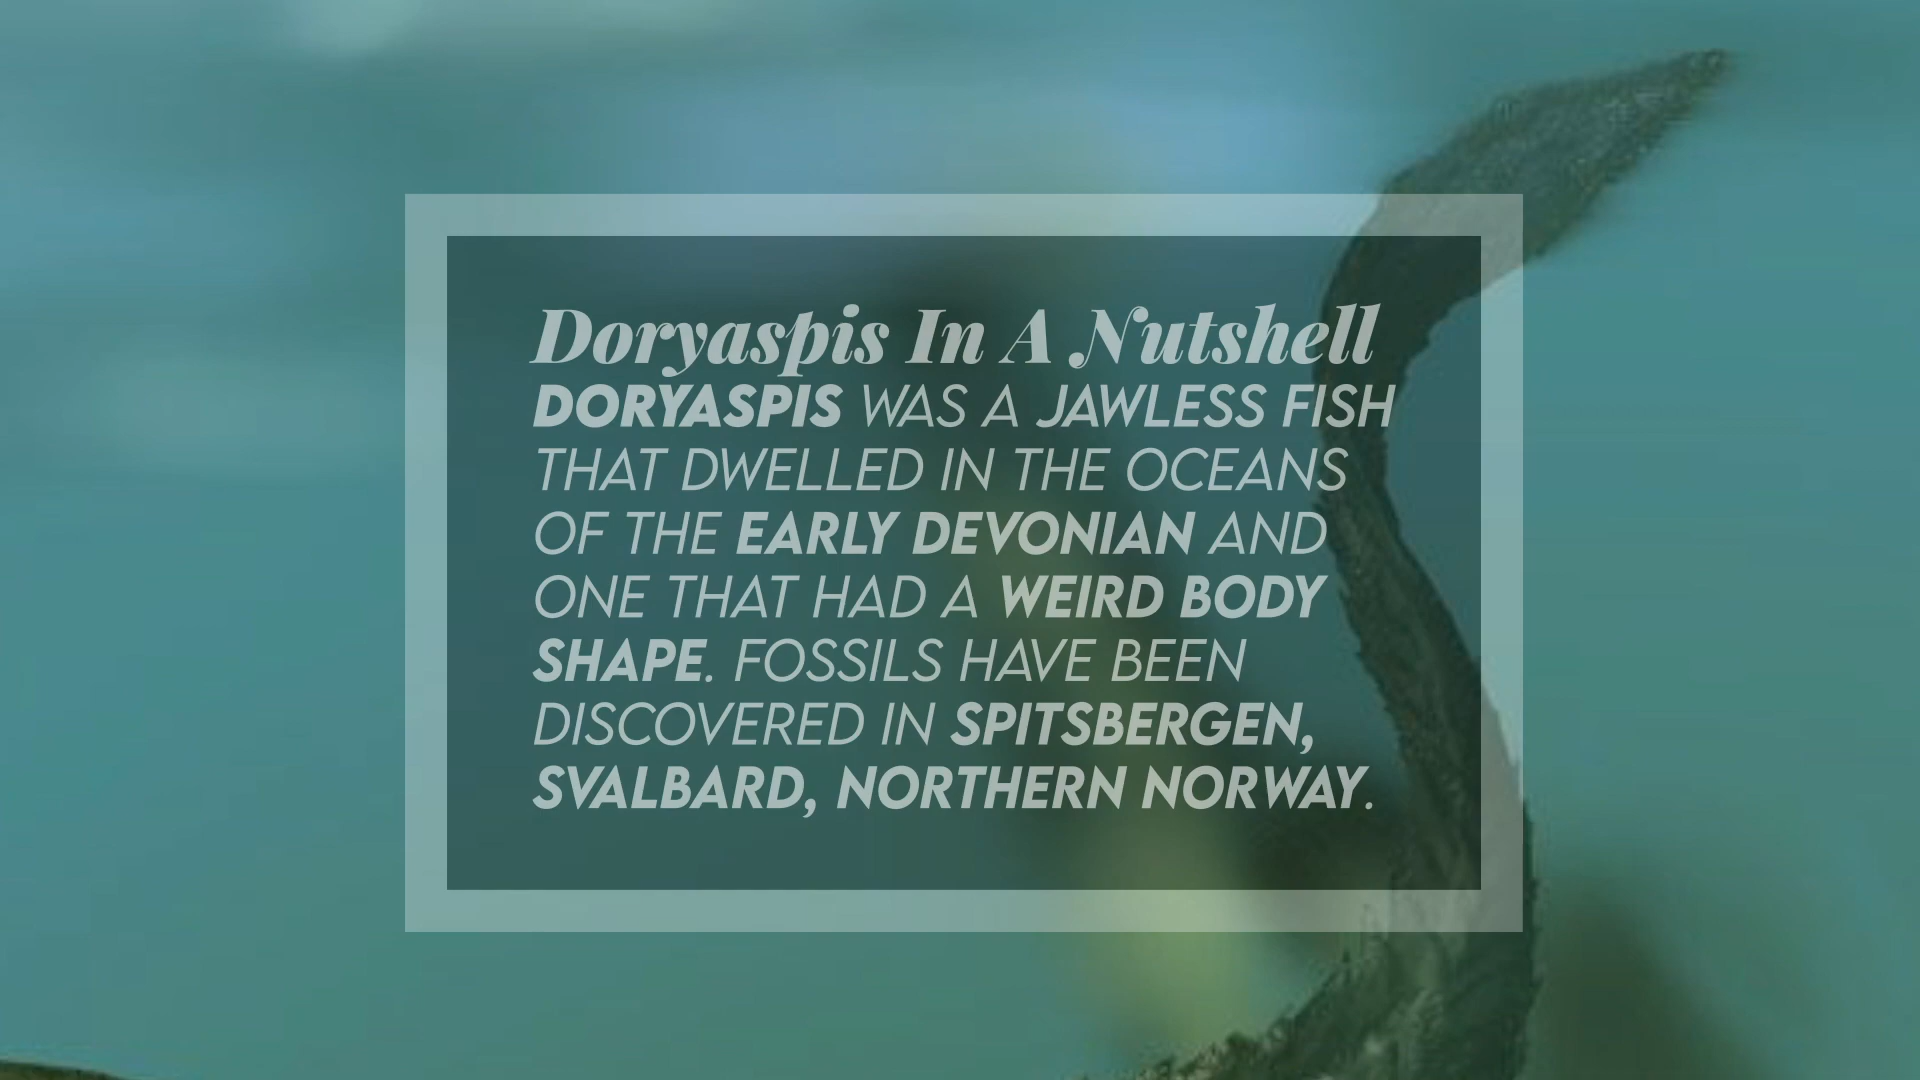 Doryaspis In A Nutshell
DORYASPIS WAS A JAWLESS FISH
THAT DWELLED IN THE OCEANS
OF THE EARLY DEVONIAN AND
ONE THAT HAD A WEIRD BODY
SHAPE. FOSSILS HAVE BEEN
DISCOVERED IN SPITSBERGEN,
SVALBARD, NORTHERN NORWAY.